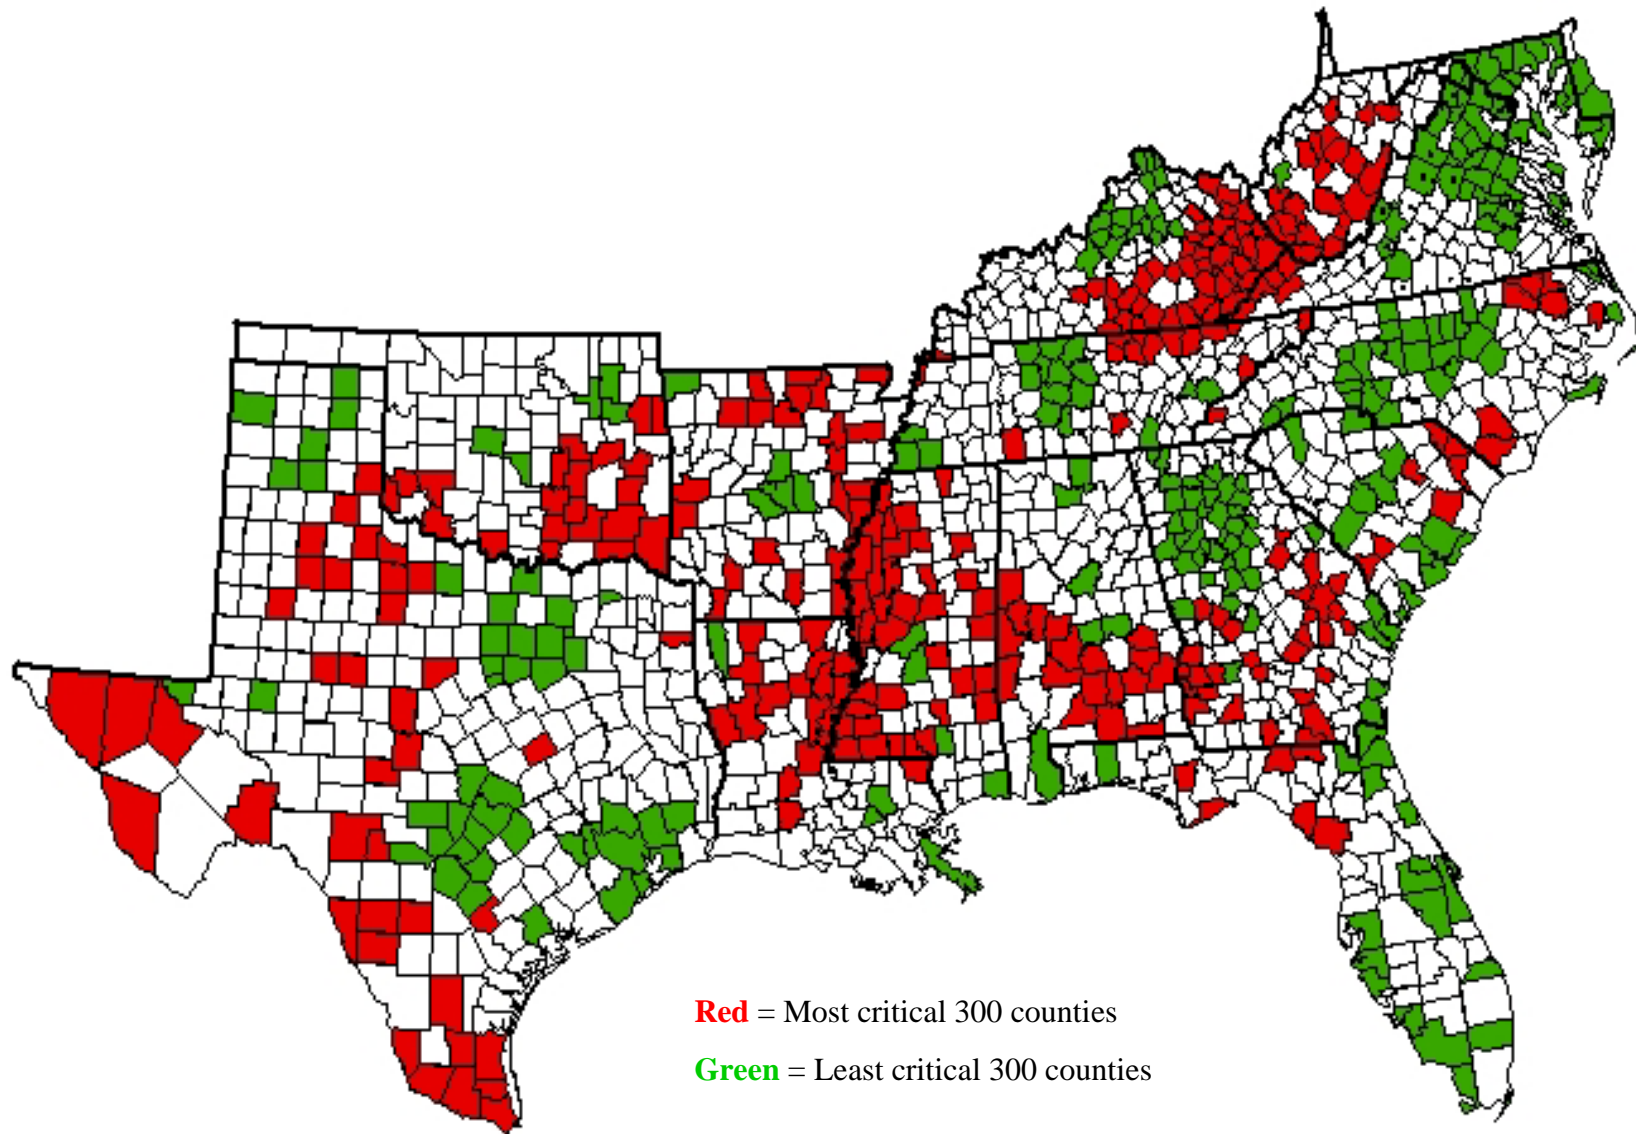 Red = Most critical 300 counties
Green = Least critical 300 counties